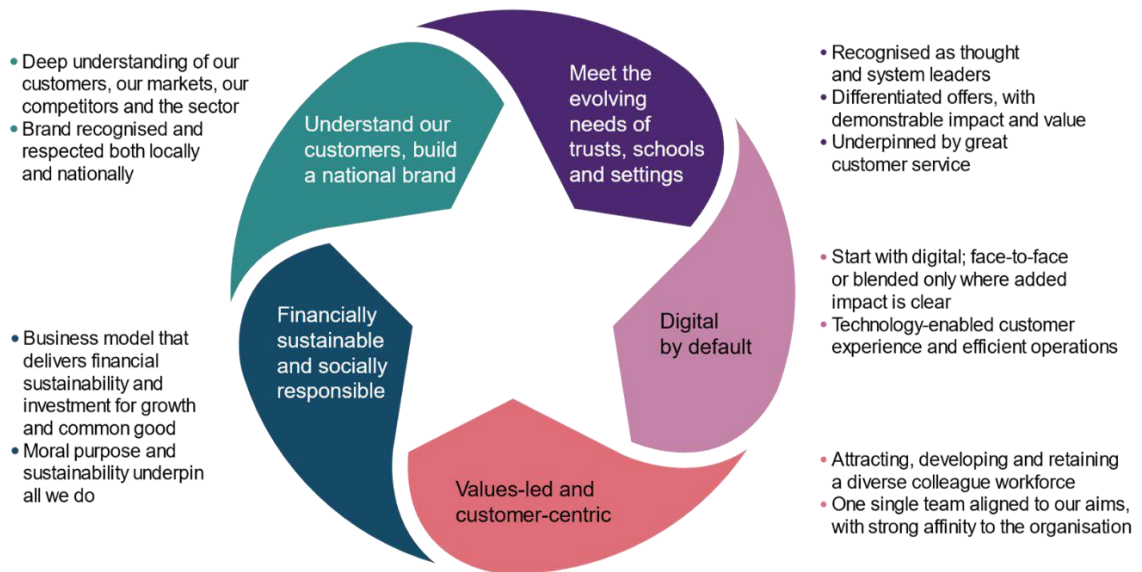 Understand our
customers, build
a national brand
• Deep understanding of our
customers, our markets, our
competitors and the sector
• Brand recognised and
respected both locally
and nationally
Meet the
evolving
needs of
trusts, schools
and settings
• Recognised as thought
and system leaders
• Differentiated offers, with
demonstrable impact and value
• Underpinned by great
customer service
Digital
by default
• Start with digital; face-to-face
or blended only where added
impact is clear
• Technology-enabled customer
experience and efficient operations
Values-led and
customer-centric
• Attracting, developing and retaining
a diverse colleague workforce
• One single team aligned to our aims,
with strong affinity to the organisation
Financially
sustainable
and socially
responsible
• Business model that
delivers financial
sustainability and
investment for growth
and common good
• Moral purpose and
sustainability underpin
all we do